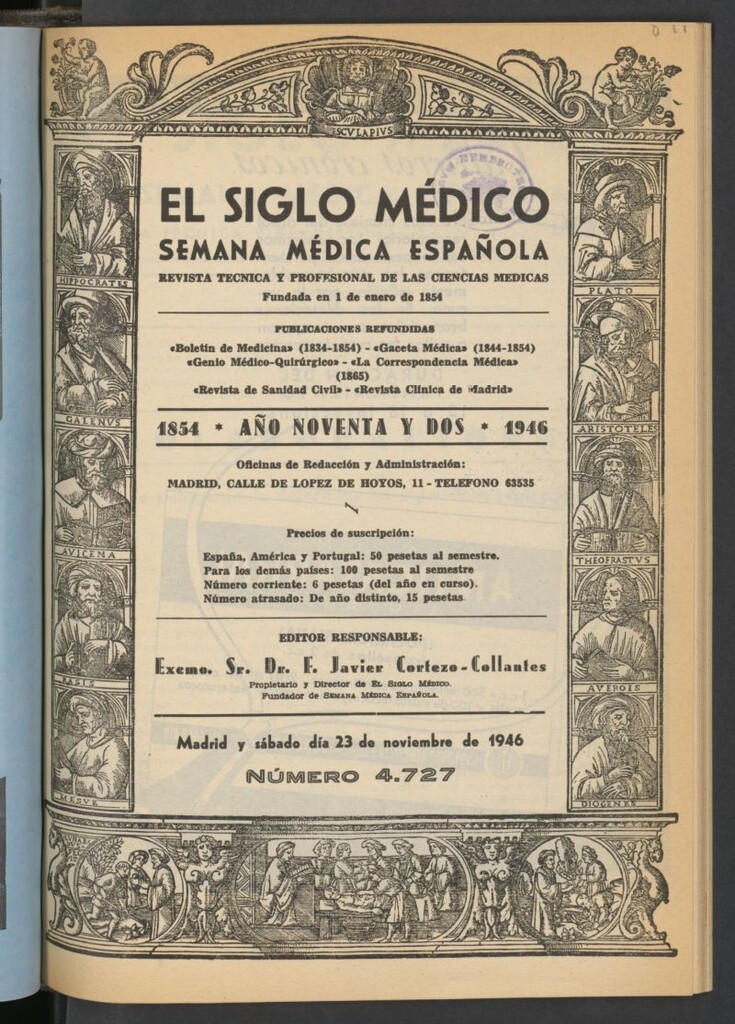 SCVLAPIVS
EL SIGLO MÉDICO
SEMANA MÉDICA ESPAÑOLA
REVISTA TECNICA Y PROFESIONAL DE LAS CIENCIAS MEDICAS
Fundada en 1 de enero de 1854
PUBLICACIONES REFUNDIDAS
«Boletín de Medicina» (1834-1854) - «Gaceta Médica» (1844-1854)
«Genio Médico-Quirúrgico» - «La Correspondencia Médica»
(1865)
«Revista de Sanidad Civil» - «Revista Clínica de Madrid»
1854 * AÑO NOVENTA Y DOS * 1946
Oficinas de Redacción y Administración:
MADRID, CALLE DE LOPEZ DE HOYOS, 11 - TELEFONO 63535
Precios de suscripción:
España, América y Portugal: 50 pesetas al semestre.
Para los demás países: 100 pesetas al semestre
Número corriente: 6 pesetas (del año en curso).
Número atrasado: De año distinto, 15 pesetas.
EDITOR RESPONSABLE:
Excmo. Sr. Dr. F. Javier Cortezo-Collantes
Propietario y Director de EL SIGLO MÉDICO.
Fundador de SEMANA MÉDICA ESPAÑOLA.
Madrid y sábado día 23 de noviembre de 1946
NÚMERO 4.727
HIPPOCRATES
GALENVS
AVICENA
RASIS
MESVE
PLATO
ARISTOTELES
THEOFRASTVS
AVEROIS
DIOGENES